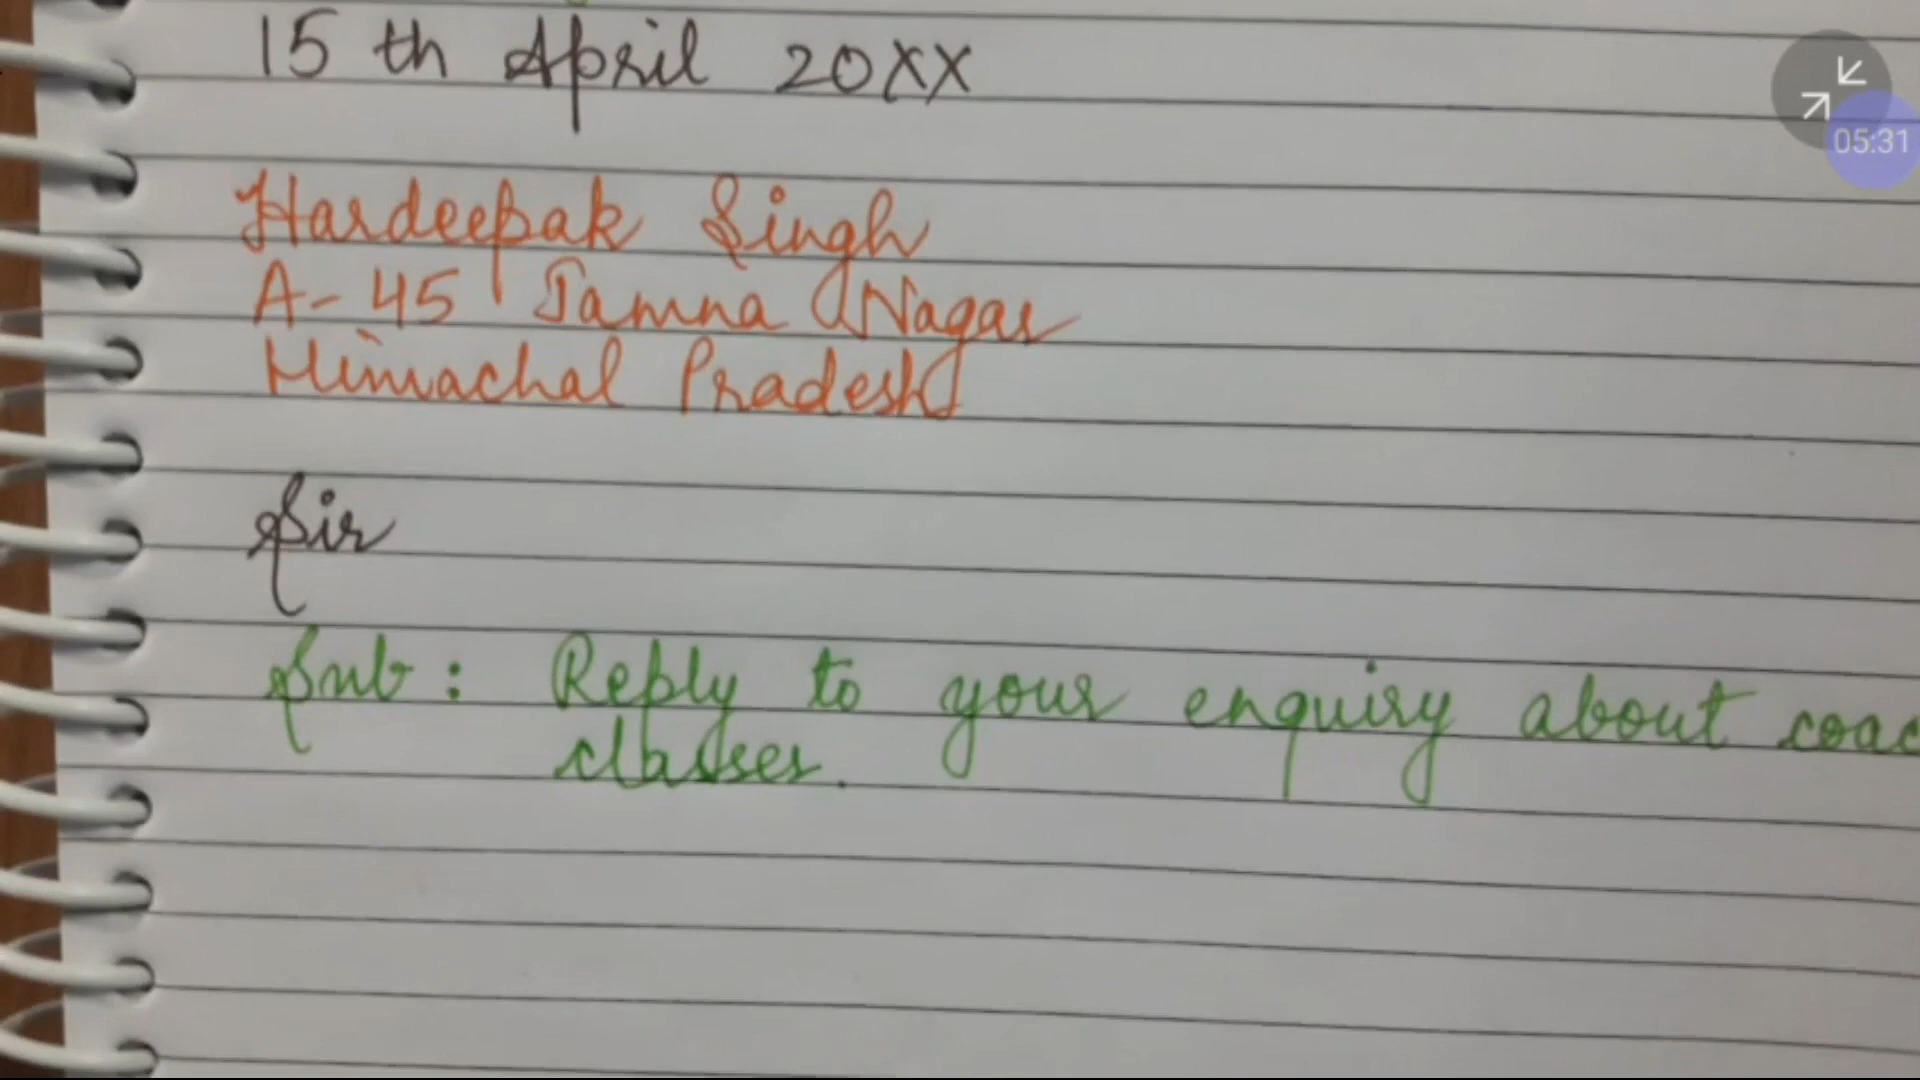 15 th April 20XX
05:31
Hardeepak Singh
A-45 Jamna Nagar
Himachal Pradesh
Sir
Sub: Reply to your enquiry about coac
classes.